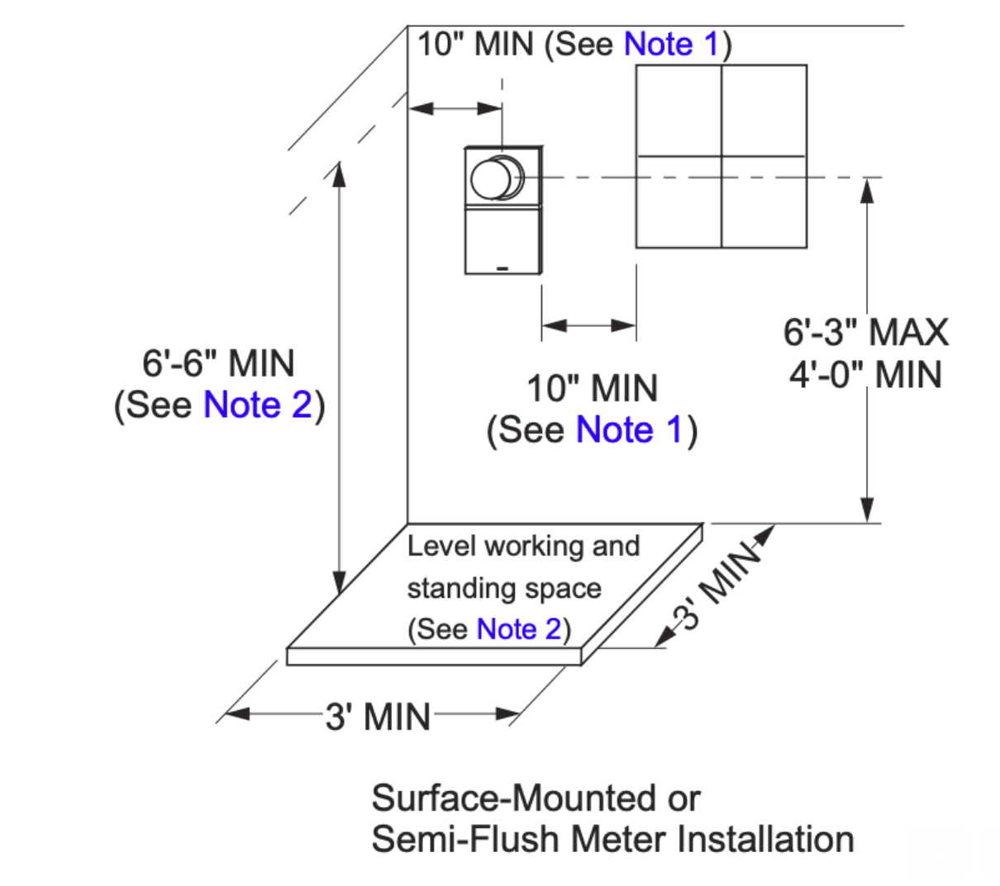 10" MIN (See Note 1)
6'-3" MAX
4'-0" MIN
6'-6" MIN
(See Note 2)
10" MIN
(See Note 1)
Level working and
standing space
(See Note 2)
3' MIN
3' MIN
Surface-Mounted or
Semi-Flush Meter Installation